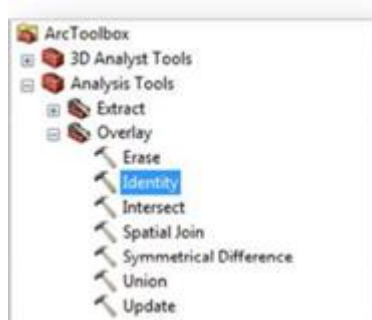 ArcToolbox
3D Analyst Tools
Analysis Tools
Extract
Overlay
Erase
Identity
Intersect
Spatial Join
Symmetrical Difference
Union
Update